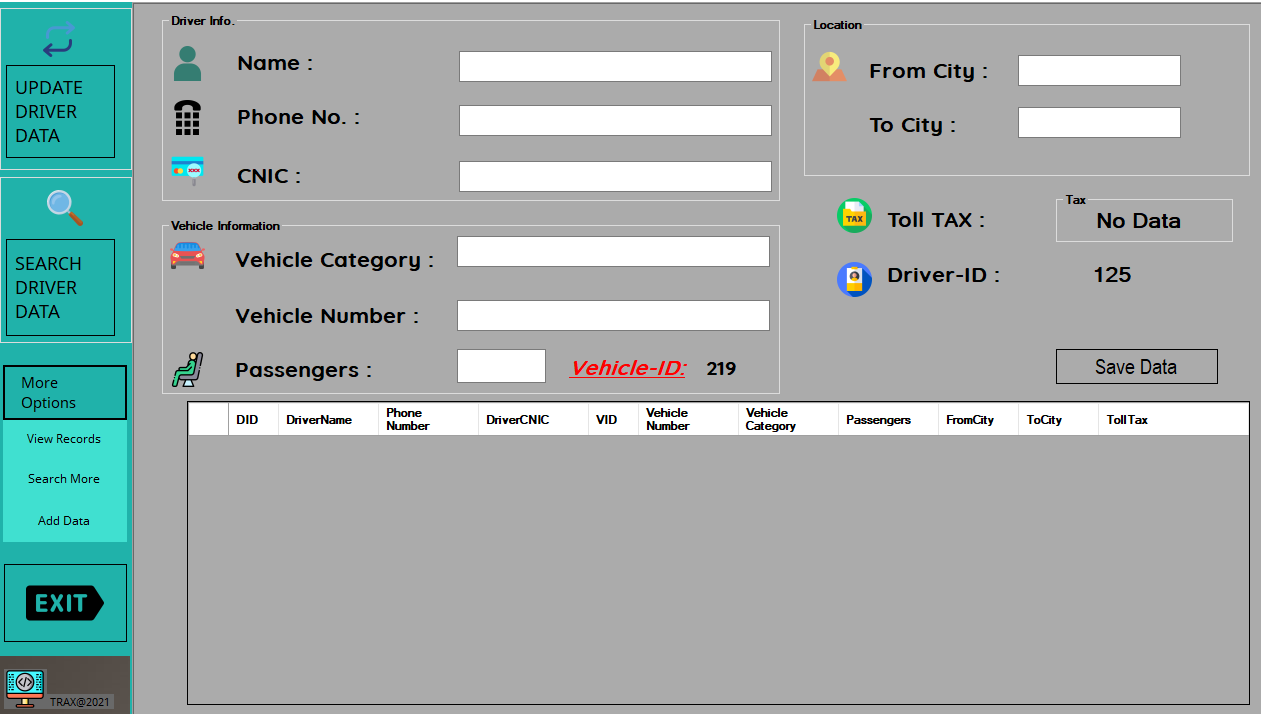 UPDATE
DRIVER
DATA
SEARCH
DRIVER
DATA
More
Options
View Records
Search More
Add Data
EXIT
TRAX@2021
Driver Info.
Name :
Phone No. :
XXX
CNIC :
Vehicle Information
Vehicle Category :
Vehicle Number :
Passengers :
Vehicle-ID: 219
Location
From City :
To City :
Tax
TAX
Toll TAX : No Data
Driver-ID : 125
Save Data
DID DriverName Phone Number DriverCNIC VID Vehicle Number Vehicle Category Passengers FromCity ToCity TollTax